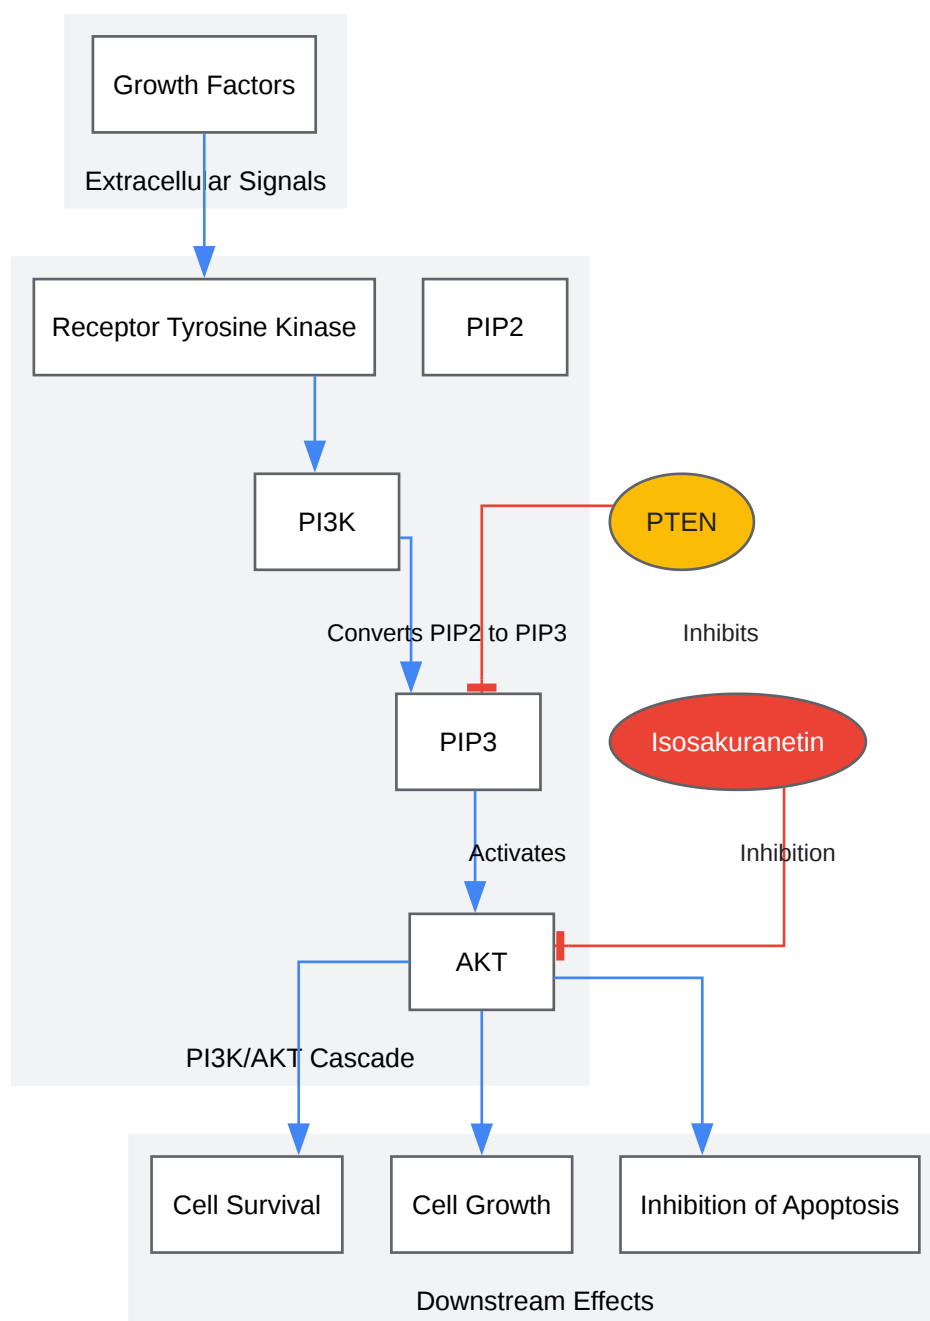 Growth Factors
Extracellular Signals
Receptor Tyrosine Kinase
PIP2
PI3K
PTEN
Converts PIP2 to PIP3
Inhibits
PIP3
Isosakuranetin
Activates
Inhibition
AKT
PI3K/AKT Cascade
Cell Survival
Cell Growth
Inhibition of Apoptosis
Downstream Effects